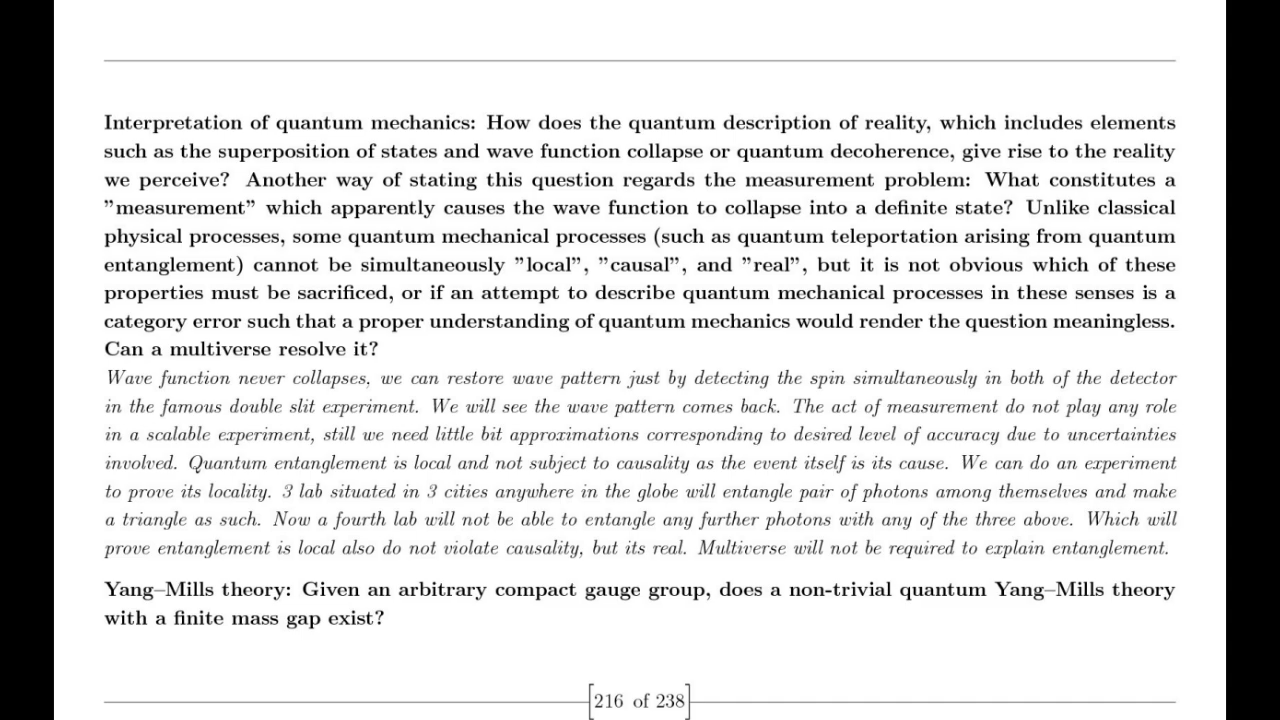 Interpretation of quantum mechanics: How does the quantum description of reality, which includes elements
such as the superposition of states and wave function collapse or quantum decoherence, give rise to the reality
we perceive? Another way of stating this question regards the measurement problem: What constitutes a
”measurement” which apparently causes the wave function to collapse into a definite state? Unlike classical
physical processes, some quantum mechanical processes (such as quantum teleportation arising from quantum
entanglement) cannot be simultaneously ”local”, ”causal”, and ”real”, but it is not obvious which of these
properties must be sacrificed, or if an attempt to describe quantum mechanical processes in these senses is a
category error such that a proper understanding of quantum mechanics would render the question meaningless.
Can a multiverse resolve it?
Wave function never collapses, we can restore wave pattern just by detecting the spin simultaneously in both of the detector
in the famous double slit experiment. We will see the wave pattern comes back. The act of measurement do not play any role
in a scalable experiment, still we need little bit approximations corresponding to desired level of accuracy due to uncertainties
involved. Quantum entanglement is local and not subject to causality as the event itself is its cause. We can do an experiment
to prove its locality. 3 lab situated in 3 cities anywhere in the globe will entangle pair of photons among themselves and make
a triangle as such. Now a fourth lab will not be able to entangle any further photons with any of the three above. Which will
prove entanglement is local also do not violate causality, but its real. Multiverse will not be required to explain entanglement.
Yang–Mills theory: Given an arbitrary compact gauge group, does a non-trivial quantum Yang–Mills theory
with a finite mass gap exist?
216 of 238